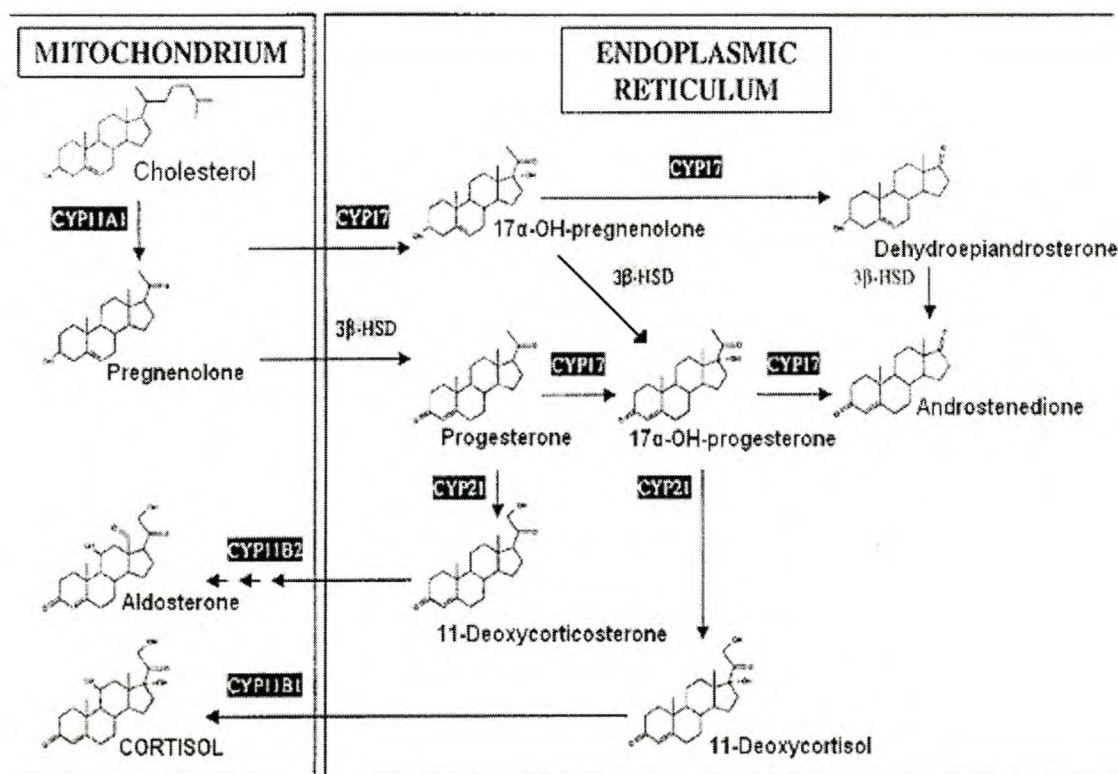 MITOCHONDRIUM
ENDOPLASMIC
RETICULUM
Cholesterol
CYP11A1
CYP17
17α-OH-pregnenolone
CYP17
Dehydroepiandrosterone
3β-HSD
3β-HSD
Pregnenolone
3β-HSD
CYP17
CYP17
Progesterone
17α-OH-progesterone
Androstenedione
CYP21
CYP21
CYP11B2
Aldosterone
11-Deoxycorticosterone
CYP11B1
CORTISOL
11-Deoxycortisol